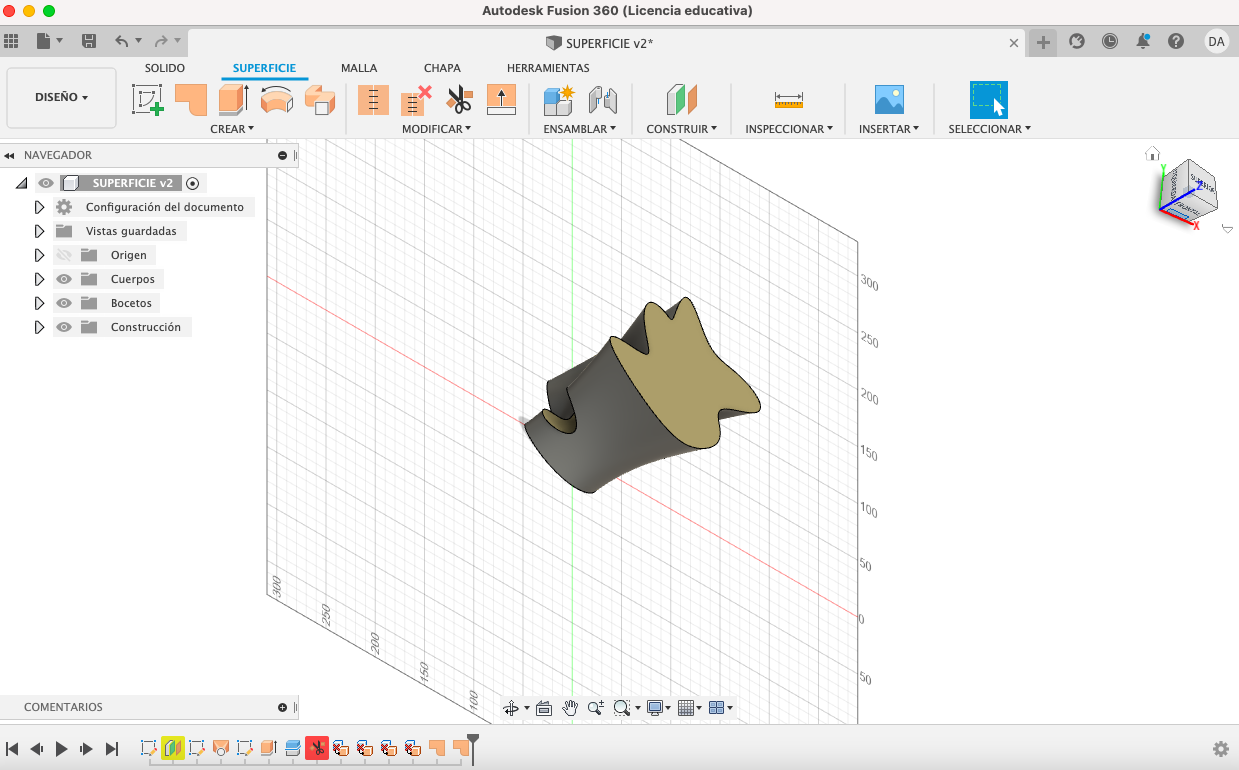 Autodesk Fusion 360 (Licencia educativa)
SUPERFICIE v2*
DA
SOLIDO
SUPERFICIE
MALLA
CHAPA
HERRAMIENTAS
DISEÑO
CREAR
MODIFICAR
ENSAMBLAR
CONSTRUIR
INSPECCIONAR
INSERTAR
SELECCIONAR
NAVEGADOR
SUPERFICIE v2
Configuración del documento
Vistas guardadas
Origen
Cuerpos
Bocetos
Construcción
Y
Z
X
300
250
200
150
100
50
0
50
300
250
200
150
100
COMENTARIOS